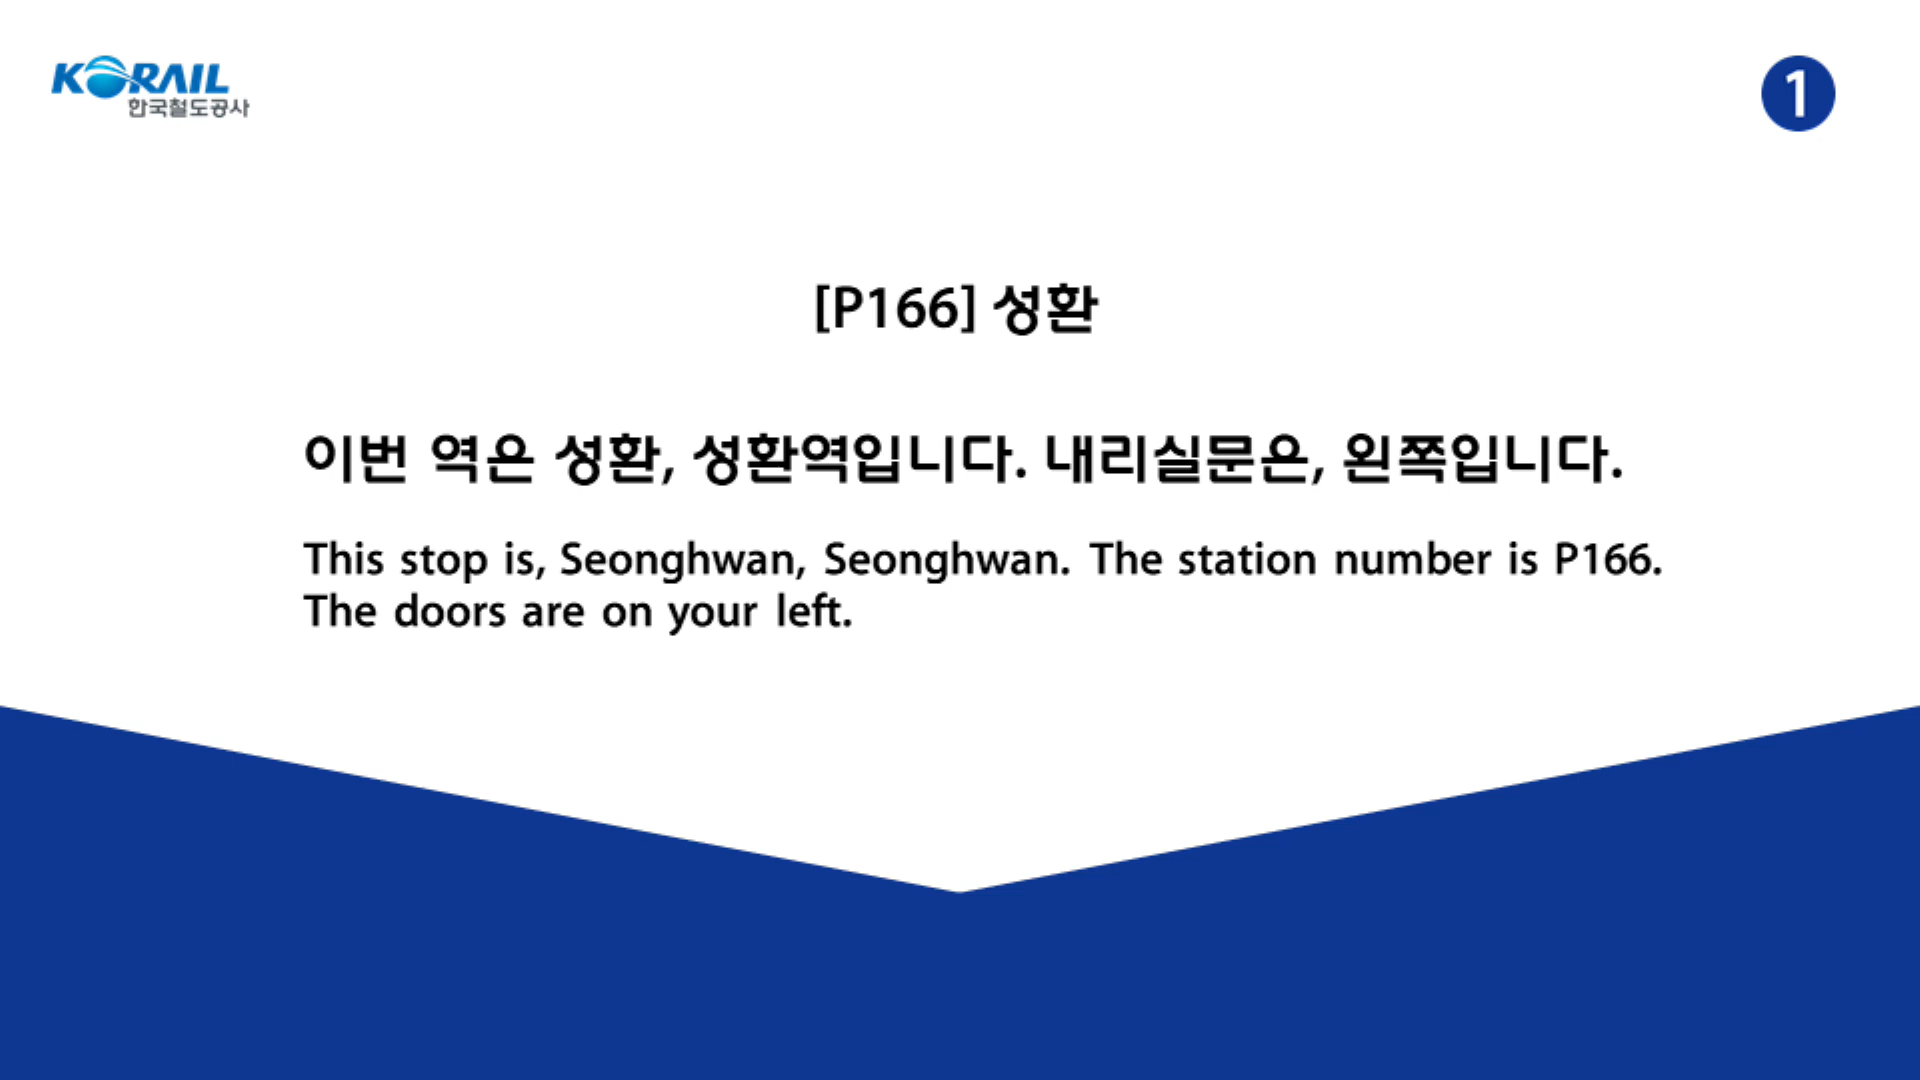 KORAIL
한국철도공사
1
[P166] 성환
이번 역은 성환, 성환역입니다. 내리실문은, 왼쪽입니다.
This stop is, Seonghwan, Seonghwan. The station number is P166.
The doors are on your left.